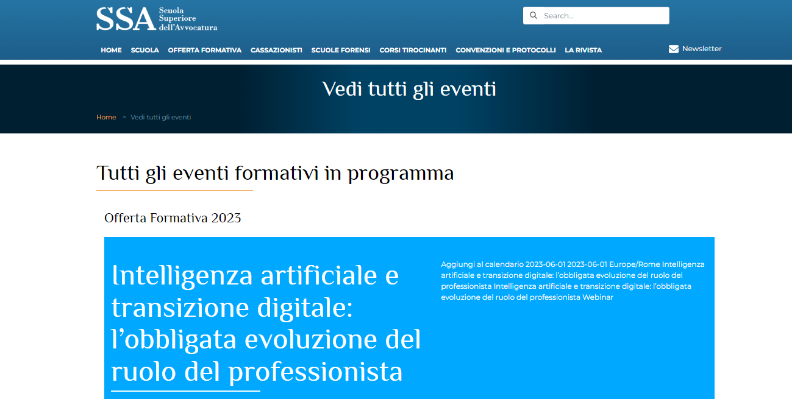 SSA Scuola
Superiore
dell'Avvocatura
Search...
HOME SCUOLA OFFERTA FORMATIVA CASSAZIONISTI SCUOLE FORENSI CORSI TIROCINANTI CONVENZIONI E PROTOCOLLI LA RIVISTA
Newsletter
Vedi tutti gli eventi
Home » Vedi tutti gli eventi
Tutti gli eventi formativi in programma
Offerta Formativa 2023
Intelligenza artificiale e
transizione digitale:
l'obbligata evoluzione del
ruolo del professionista
Aggiungi al calendario 2023-06-01 2023-06-01 Europe/Rome Intelligenza
artificiale e transizione digitale: l'obbligata evoluzione del ruolo del
professionista Intelligenza artificiale e transizione digitale: l'obbligata
evoluzione del ruolo del professionista Webinar